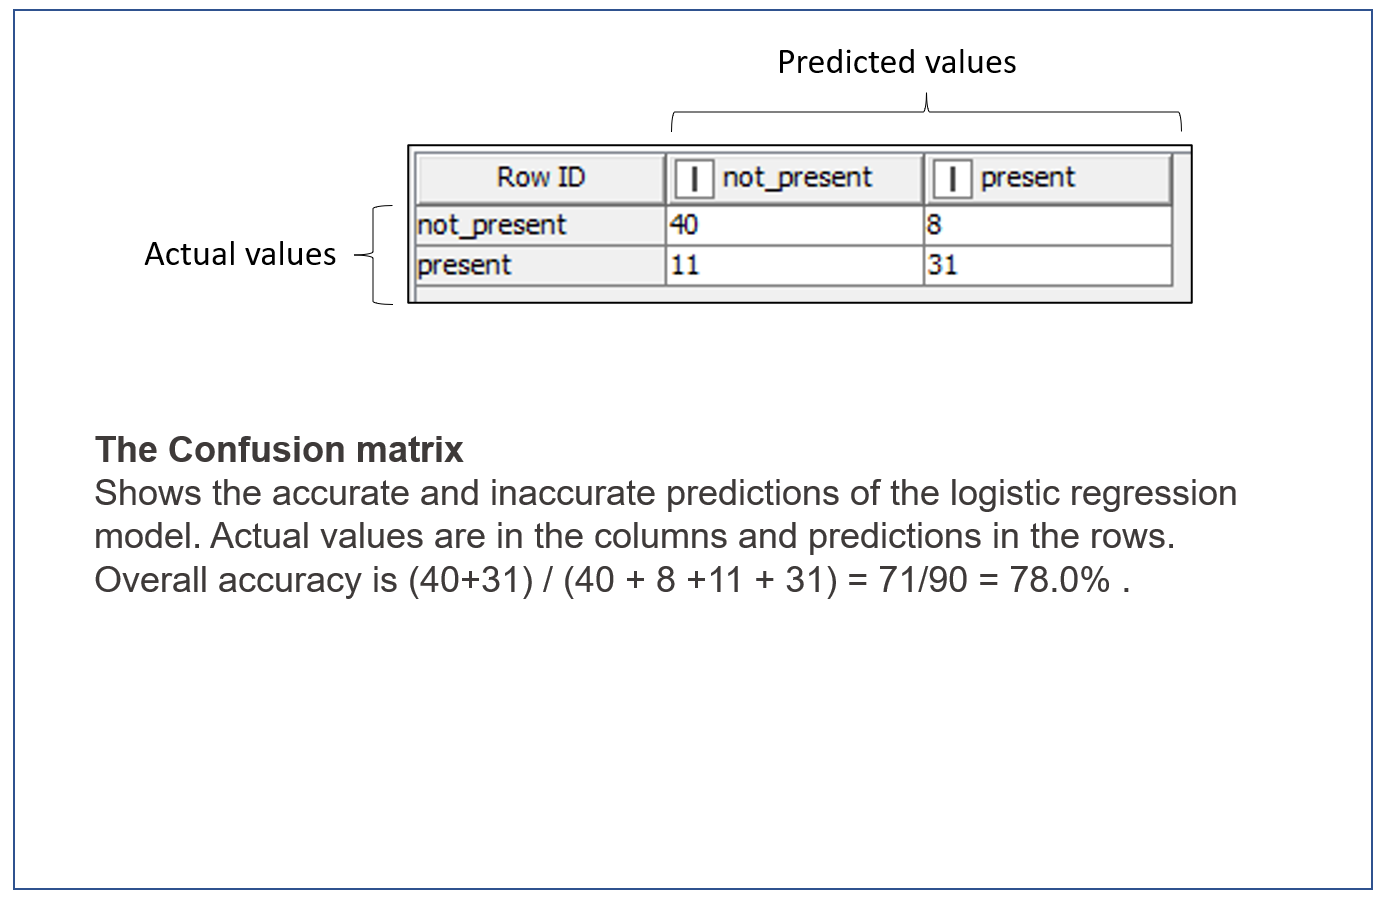 Predicted values
Row ID I not_present I present
Actual values
not_present 40 8
present 11 31
The Confusion matrix
Shows the accurate and inaccurate predictions of the logistic regression
model. Actual values are in the columns and predictions in the rows.
Overall accuracy is (40+31) / (40 + 8 +11 + 31) = 71/90 = 78.0% .